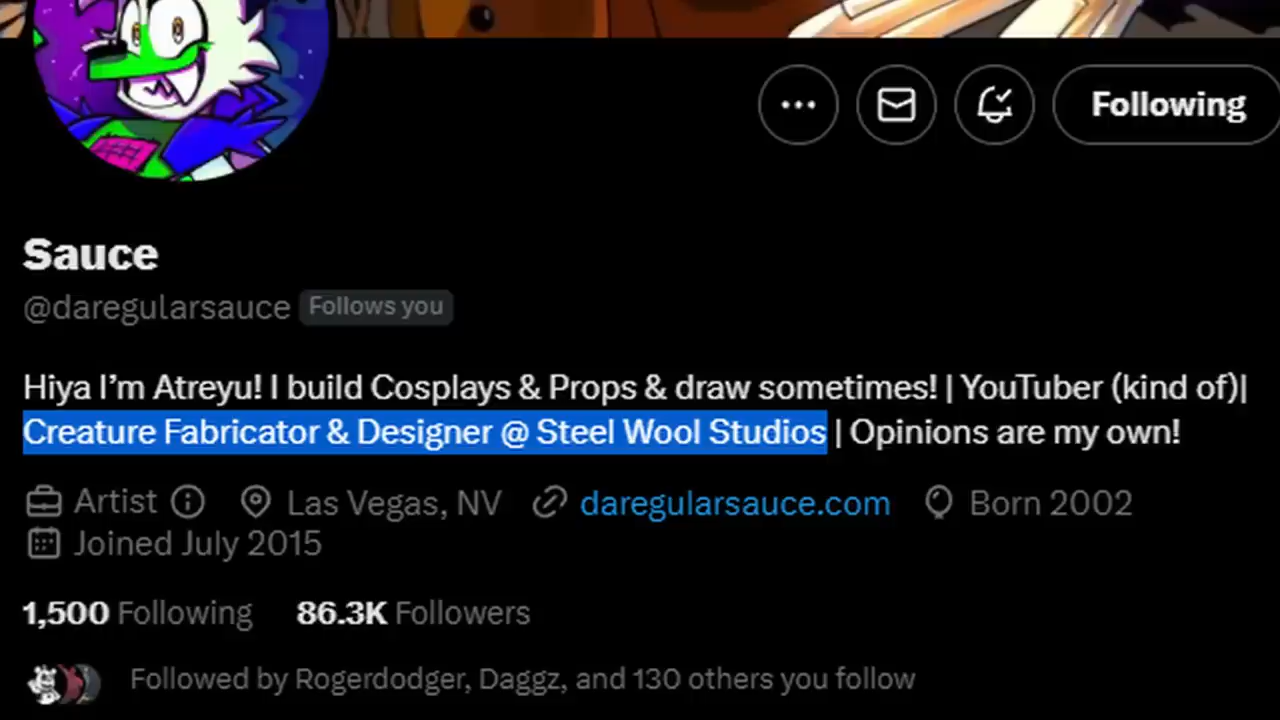 Following
Sauce
@daregularsauce Follows you
Hiya I’m Atreyu! I build Cosplays & Props & draw sometimes! | YouTuber (kind of)|
Creature Fabricator & Designer @ Steel Wool Studios | Opinions are my own!
Artist Las Vegas, NV daregularsauce.com Born 2002
Joined July 2015
1,500 Following 86.3K Followers
Followed by Rogerdodger, Daggz, and 130 others you follow